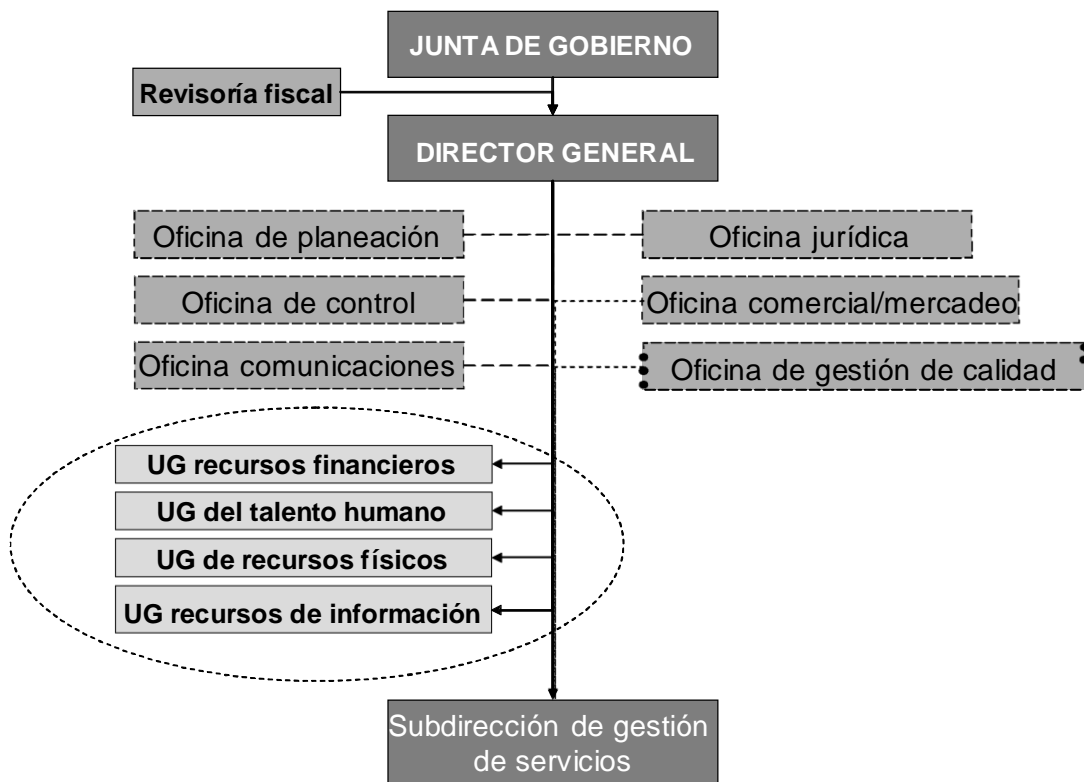 JUNTA DE GOBIERNO
Revisoría fiscal
DIRECTOR GENERAL
Oficina de planeación
Oficina jurídica
Oficina de control
Oficina comercial/mercadeo
Oficina comunicaciones
Oficina de gestión de calidad
UG recursos financieros
UG del talento humano
UG de recursos físicos
UG recursos de información
Subdirección de gestión
de servicios